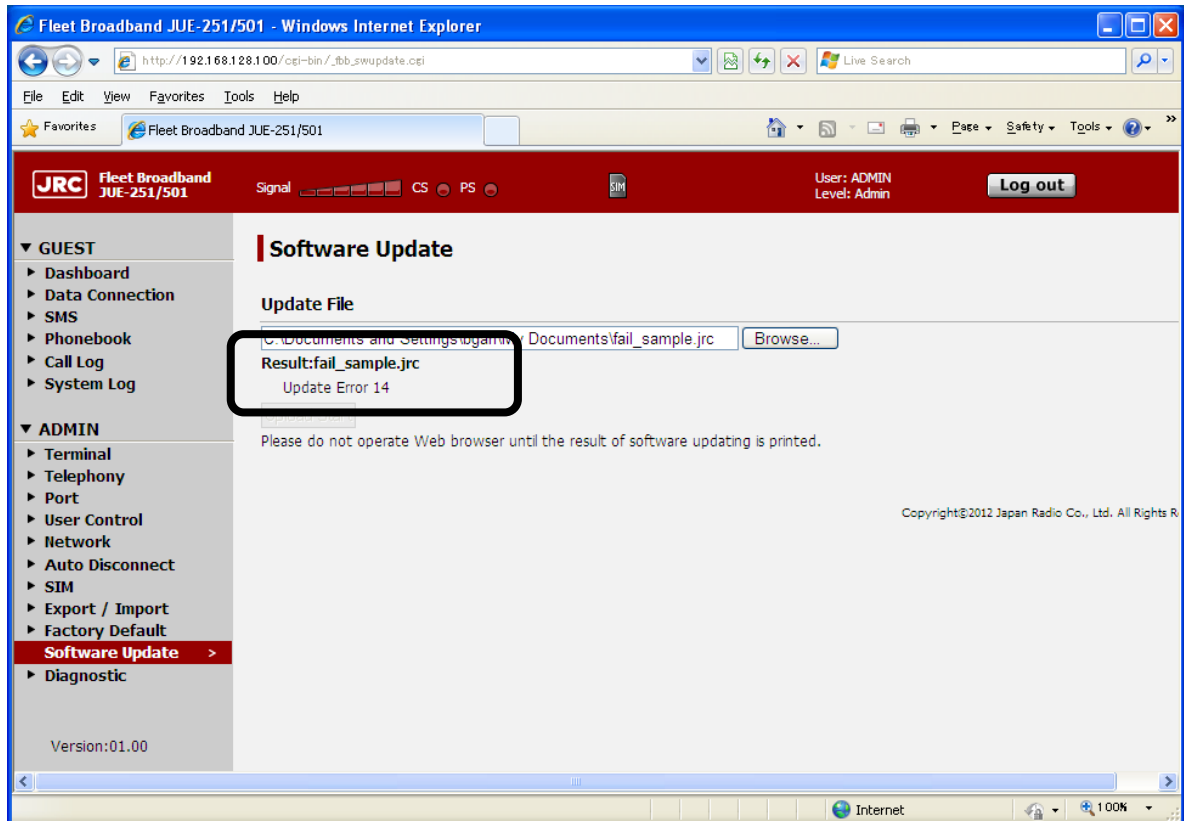 Fleet Broadband JUE-251/501 - Windows Internet Explorer
http://192.168.128.100/cgi-bin/_fbb_swupdate.cgi
Live Search
File Edit View Favorites Tools Help
Favorites
Fleet Broadband JUE-251/501
Page Safety Tools
JRC
Fleet Broadband
JUE-251/501
Signal
CS
PS
SIM
User: ADMIN
Level: Admin
Log out
GUEST
Dashboard
Data Connection
SMS
Phonebook
Call Log
System Log
ADMIN
Terminal
Telephony
Port
User Control
Network
Auto Disconnect
SIM
Export / Import
Factory Default
Software Update >
Diagnostic
Version:01.00
Software Update
Update File
C:\Documents and Settings\bgan\My Documents\fail_sample.jrc
Browse...
Result:fail_sample.jrc
Update Error 14
Please do not operate Web browser until the result of software updating is printed.
Copyright©2012 Japan Radio Co., Ltd. All Rights R
Internet
100%